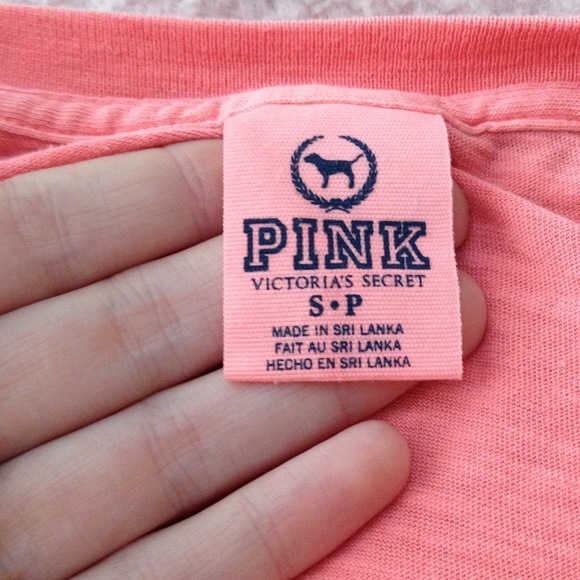 PINK
VICTORIA'S SECRET
S•P
MADE IN SRI LANKA
FAIT AU SRI LANKA
HECHO EN SRI LANKA